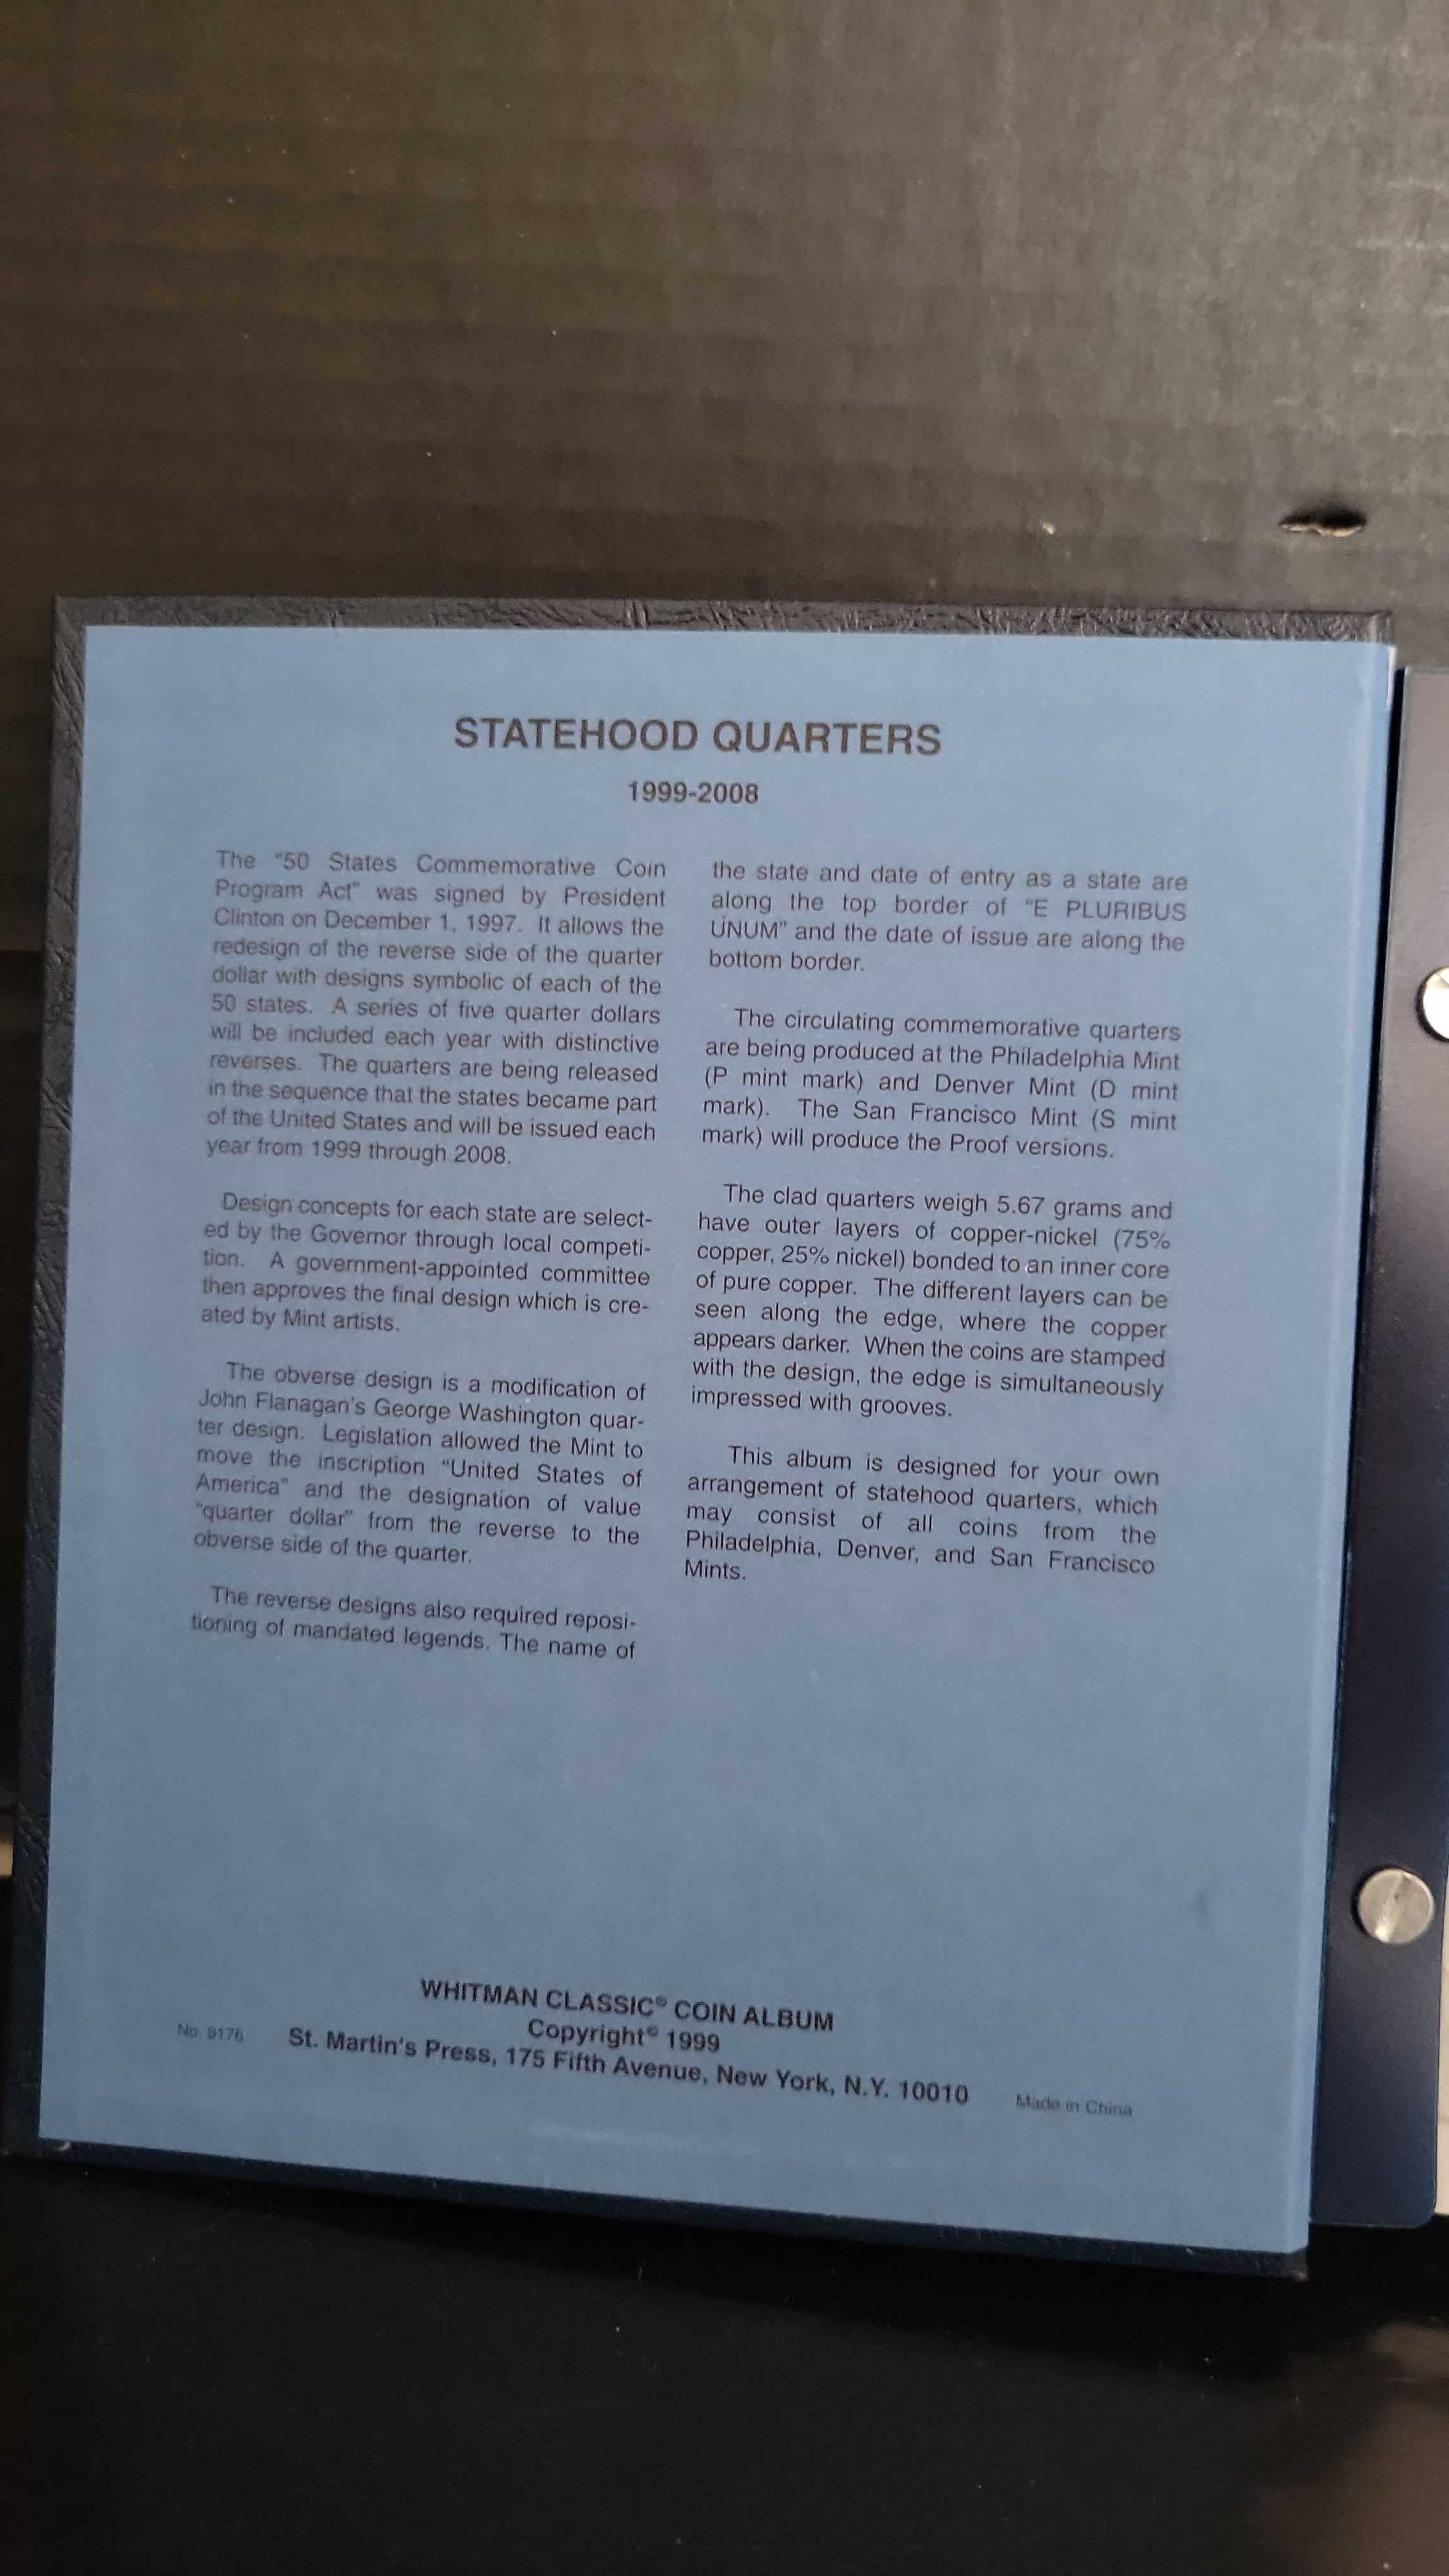 STATEHOOD QUARTERS
1999-2008
The "50 States Commemorative Coin
Program Act" was signed by President
Clinton on December 1, 1997. It allows the
redesign of the reverse side of the quarter
dollar with designs symbolic of each of the
50 states. A series of five quarter dollars
will be included each year with distinctive
reverses. The quarters are being released
in the sequence that the states became part
of the United States and will be issued each
year from 1999 through 2008.
Design concepts for each state are select-
ed by the Governor through local competi-
tion. A government-appointed committee
then approves the final design which is cre-
ated by Mint artists.
The obverse design is a modification of
John Flanagan's George Washington quar-
ter design. Legislation allowed the Mint to
move the inscription "United States of
America" and the designation of value
"quarter dollar" from the reverse to the
obverse side of the quarter.
The reverse designs also required reposi-
tioning of mandated legends. The name of
the state and date of entry as a state are
along the top border of "E PLURIBUS
UNUM" and the date of issue are along the
bottom border.
The circulating commemorative quarters
are being produced at the Philadelphia Mint
(P mint mark) and Denver Mint (D mint
mark). The San Francisco Mint (S mint
mark) will produce the Proof versions.
The clad quarters weigh 5.67 grams and
have outer layers of copper-nickel (75%
copper, 25% nickel) bonded to an inner core
of pure copper. The different layers can be
seen along the edge, where the copper
appears darker. When the coins are stamped
with the design, the edge is simultaneously
impressed with grooves.
This album is designed for your own
arrangement of statehood quarters, which
may consist of all coins from the
Philadelphia, Denver, and San Francisco
Mints.
WHITMAN CLASSIC® COIN ALBUM
Copyright© 1999
No. 9176 St. Martin's Press, 175 Fifth Avenue, New York, N.Y. 10010 Made in China